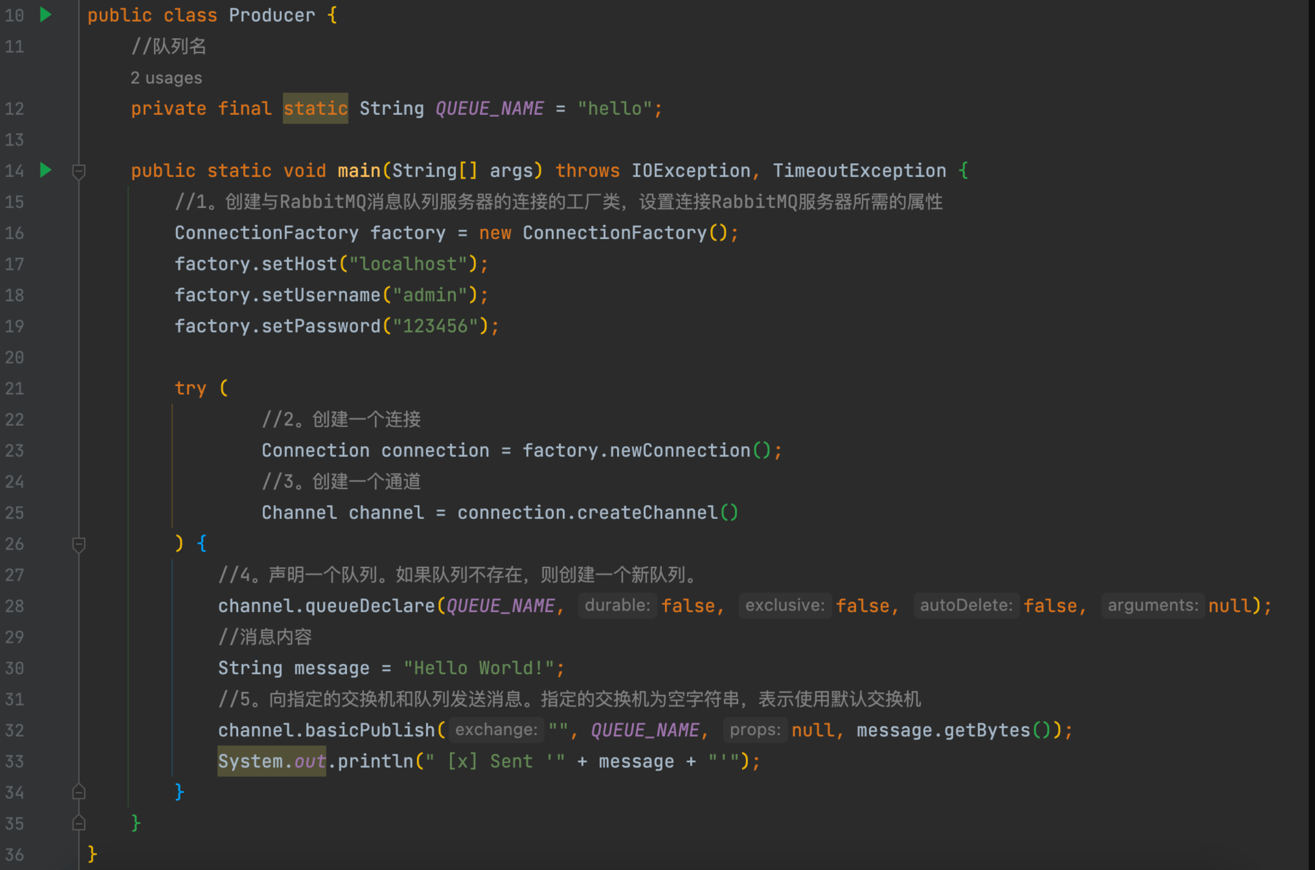 10 public class Producer {
11 //队列名
2 usages
12 private final static String QUEUE_NAME = "hello";
13
14 public static void main(String[] args) throws IOException, TimeoutException {
15 //1。创建与RabbitMQ消息队列服务器的连接的工厂类，设置连接RabbitMQ服务器所需的属性
16 ConnectionFactory factory = new ConnectionFactory();
17 factory.setHost("localhost");
18 factory.setUsername("admin");
19 factory.setPassword("123456");
20
21 try (
22 //2。创建一个连接
23 Connection connection = factory.newConnection();
24 //3。创建一个通道
25 Channel channel = connection.createChannel()
26 ) {
27 //4。声明一个队列。如果队列不存在，则创建一个新队列。
28 channel.queueDeclare(QUEUE_NAME, durable: false, exclusive: false, autoDelete: false, arguments: null);
29 //消息内容
30 String message = "Hello World!";
31 //5。向指定的交换机和队列发送消息。指定的交换机为空字符串，表示使用默认交换机
32 channel.basicPublish( exchange: "", QUEUE_NAME, props: null, message.getBytes());
33 System.out.println(" [x] Sent '" + message + "'");
34 }
35 }
36 }